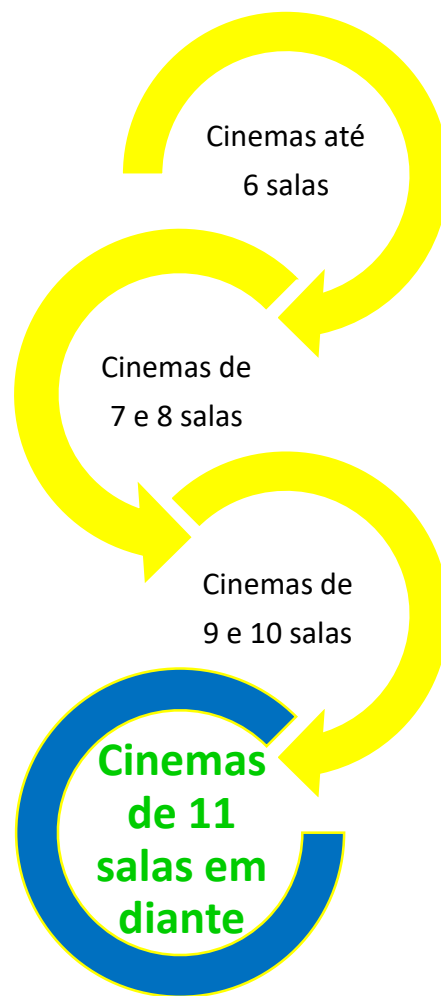 Cinemas até
6 salas
Cinemas de
7 e 8 salas
Cinemas de
9 e 10 salas
Cinemas
de 11
salas em
diante